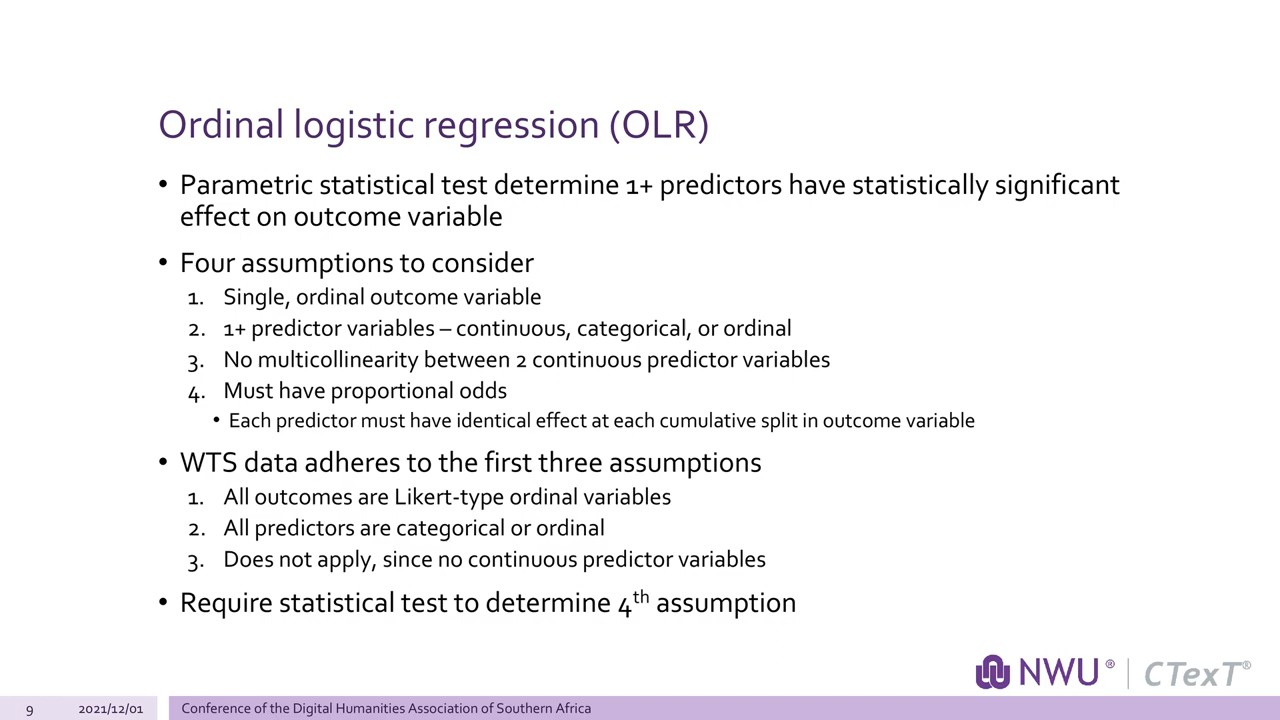 Ordinal logistic regression (OLR)
• Parametric statistical test determine 1+ predictors have statistically significant
effect on outcome variable
• Four assumptions to consider
1. Single, ordinal outcome variable
2. 1+ predictor variables – continuous, categorical, or ordinal
3. No multicollinearity between 2 continuous predictor variables
4. Must have proportional odds
• Each predictor must have identical effect at each cumulative split in outcome variable
• WTS data adheres to the first three assumptions
1. All outcomes are Likert-type ordinal variables
2. All predictors are categorical or ordinal
3. Does not apply, since no continuous predictor variables
• Require statistical test to determine 4th assumption
NWU® | CTexT®
9 2021/12/01 Conference of the Digital Humanities Association of Southern Africa